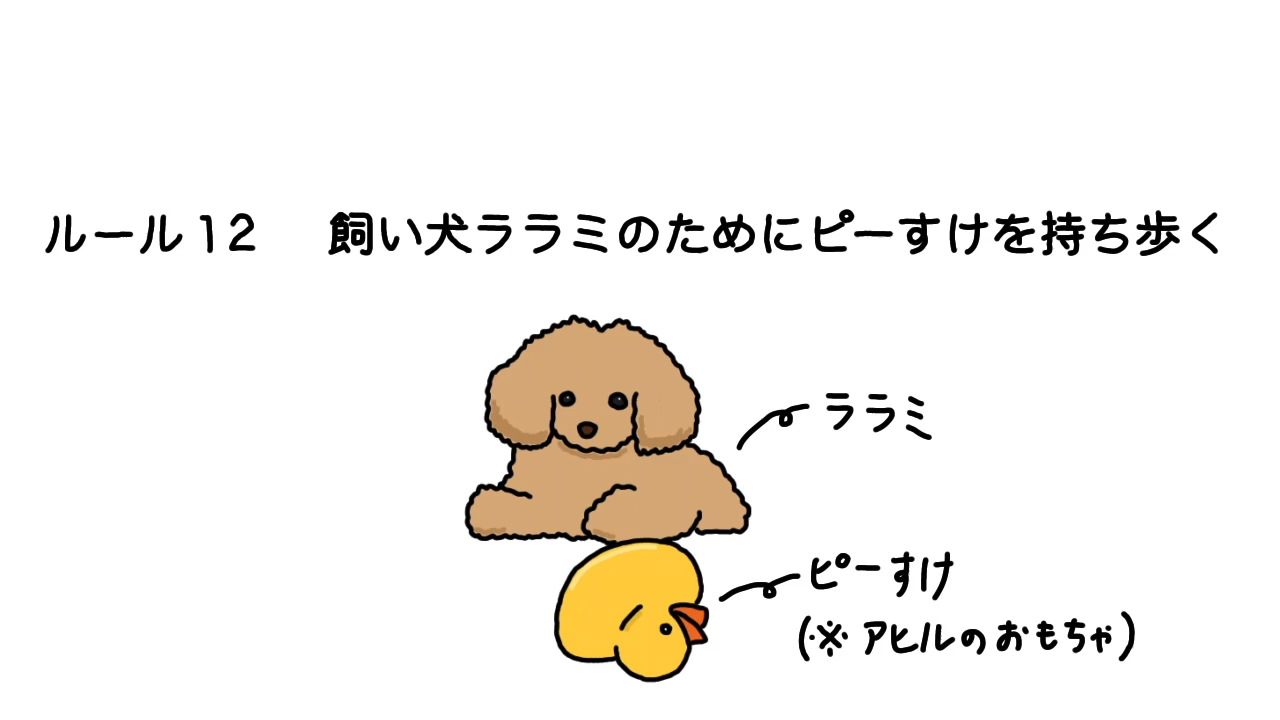 ルール12　飼い犬ララミのためにピーすけを持ち歩く
ララミ
ピーすけ
(※アヒルのおもちゃ)